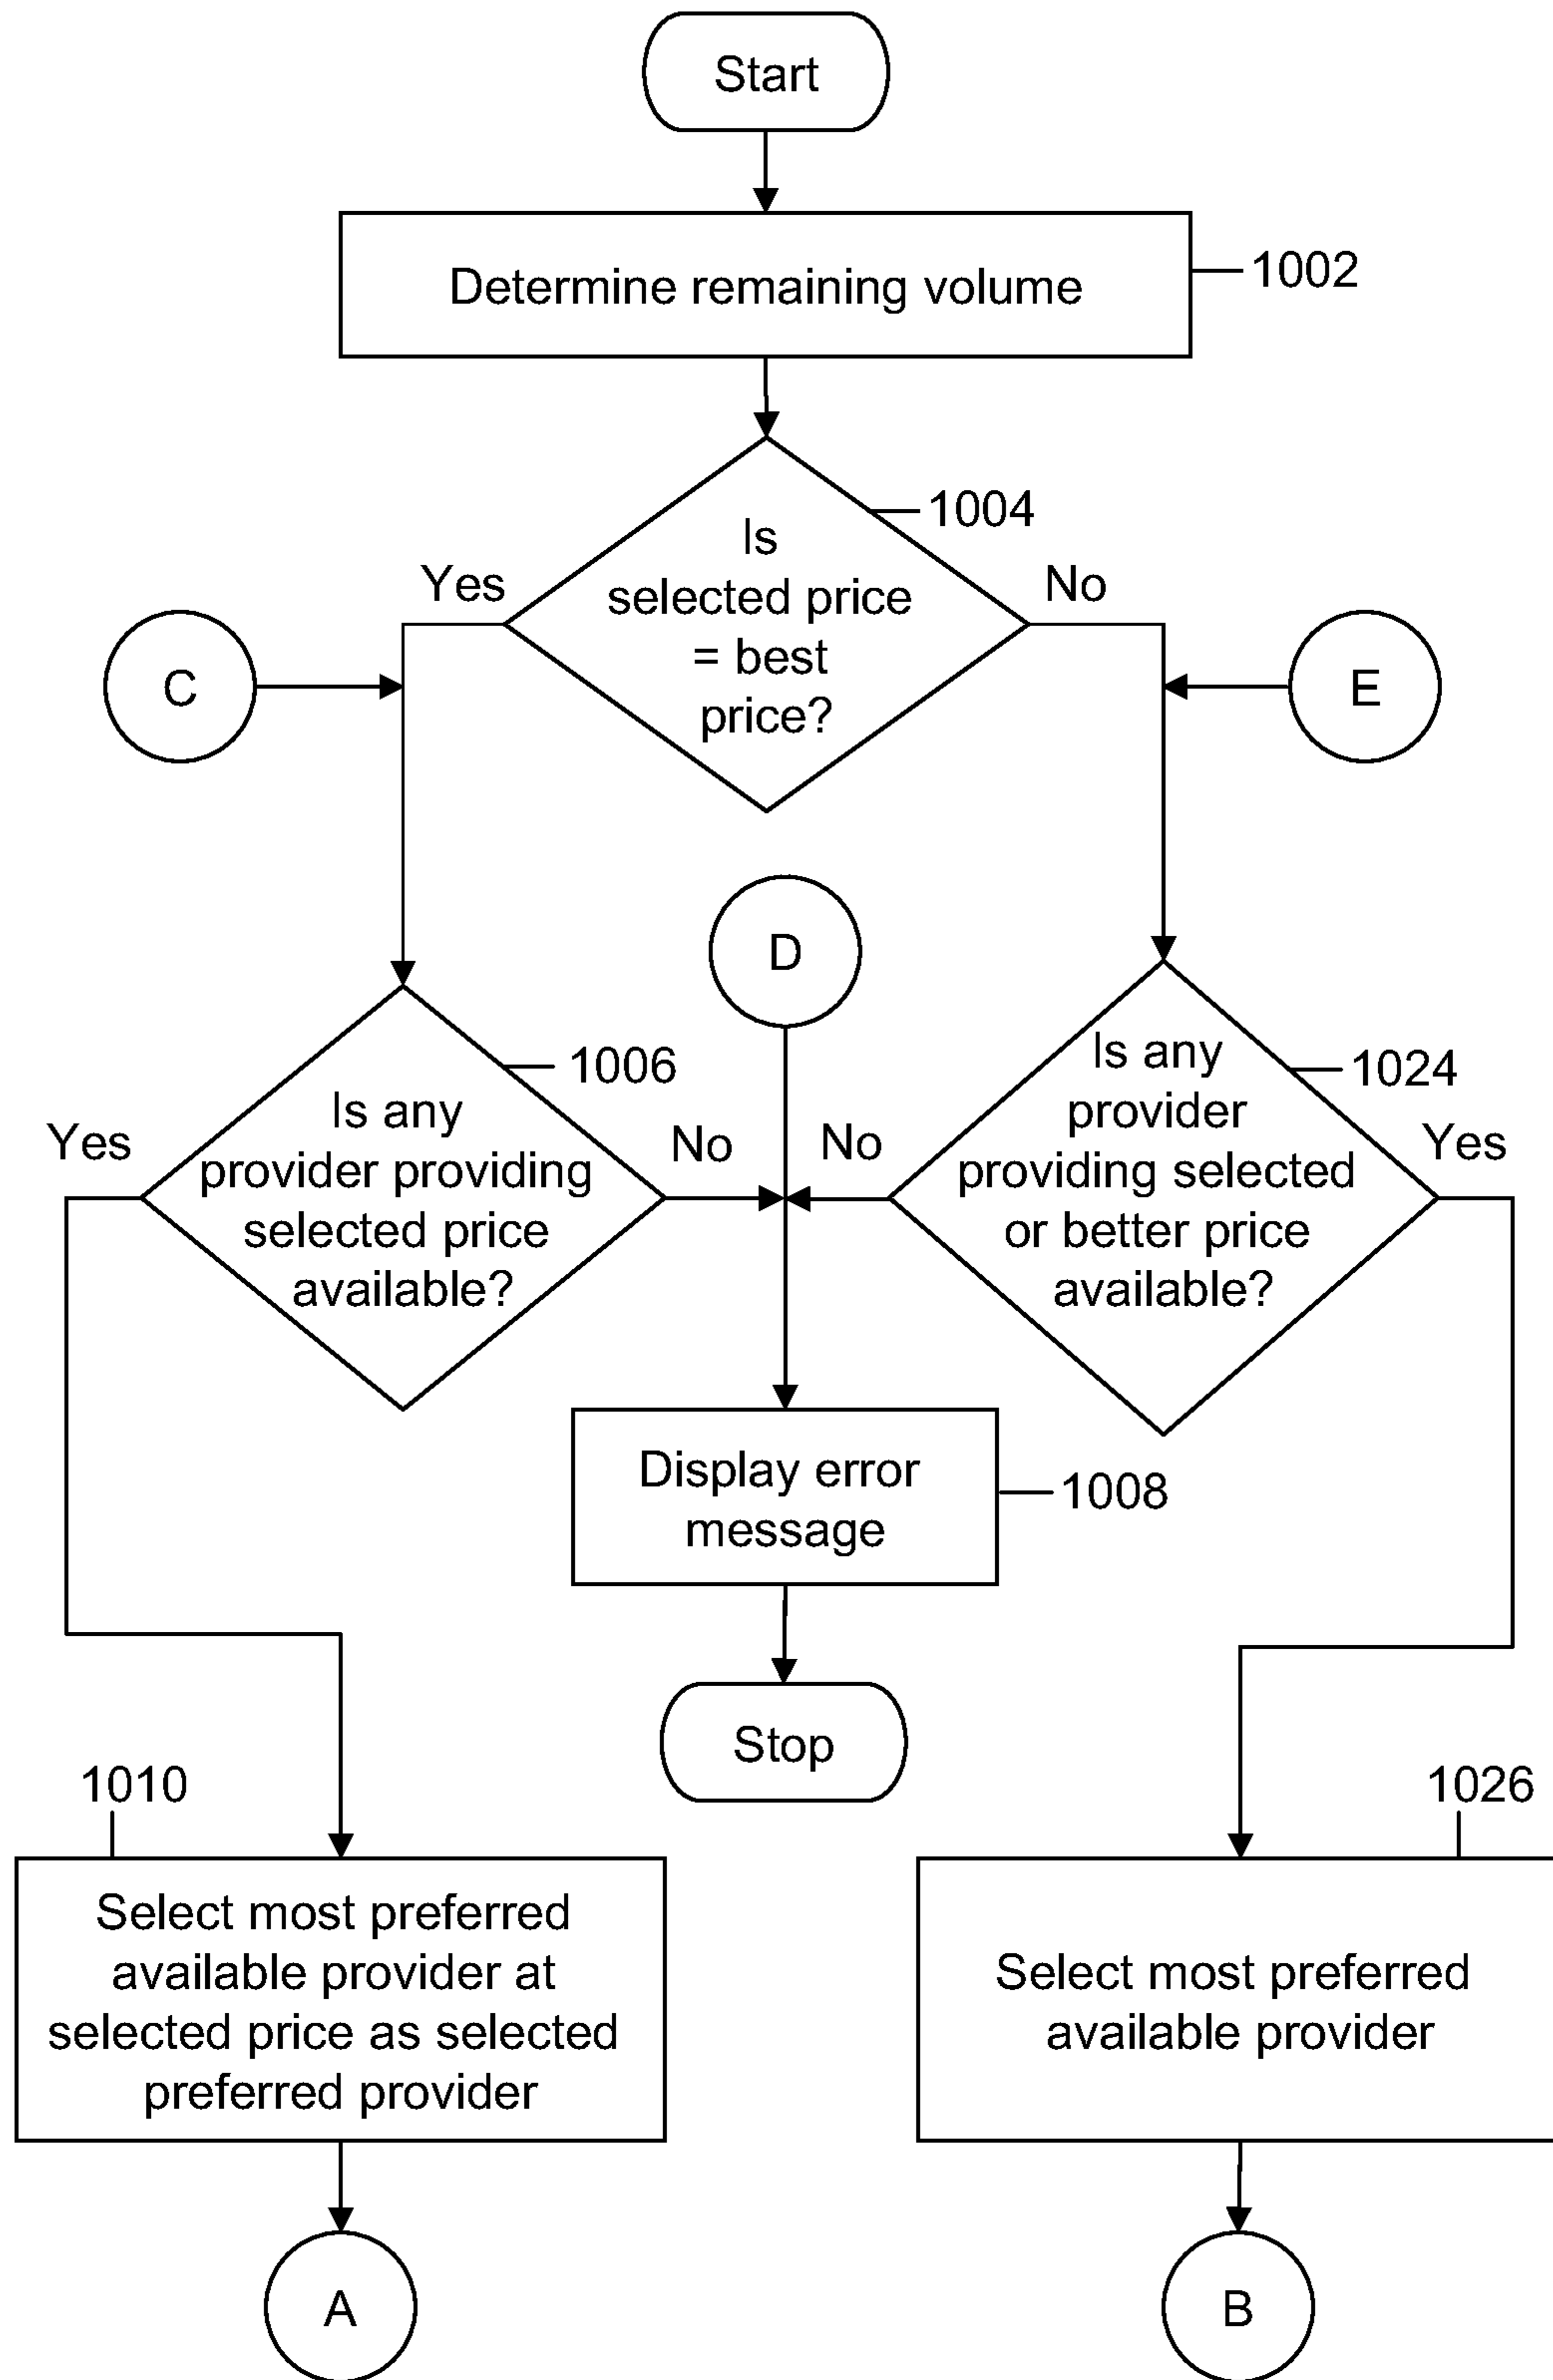 Start
Determine remaining volume
1002
1004
Is
selected price
= best
price?
Yes
No
C
E
D
1006
Is any
provider providing
selected price
available?
Yes
No
1024
Is any
provider
providing selected
or better price
available?
No
Yes
Display error
message
1008
Stop
1010
Select most preferred
available provider at
selected price as selected
preferred provider
1026
Select most preferred
available provider
A
B